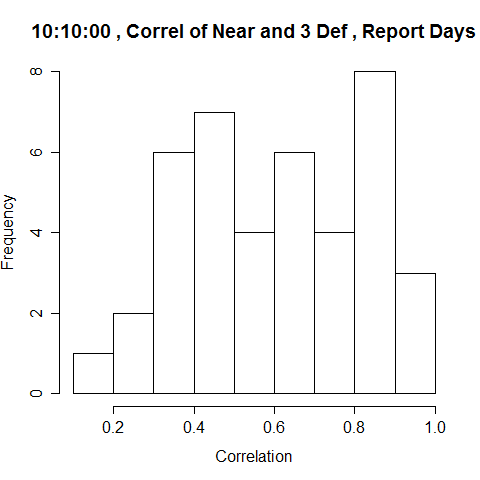 10:10:00 , Correl of Near and 3 Def , Report Days
Frequency
8
6
4
2
0
0.2 0.4 0.6 0.8 1.0
Correlation